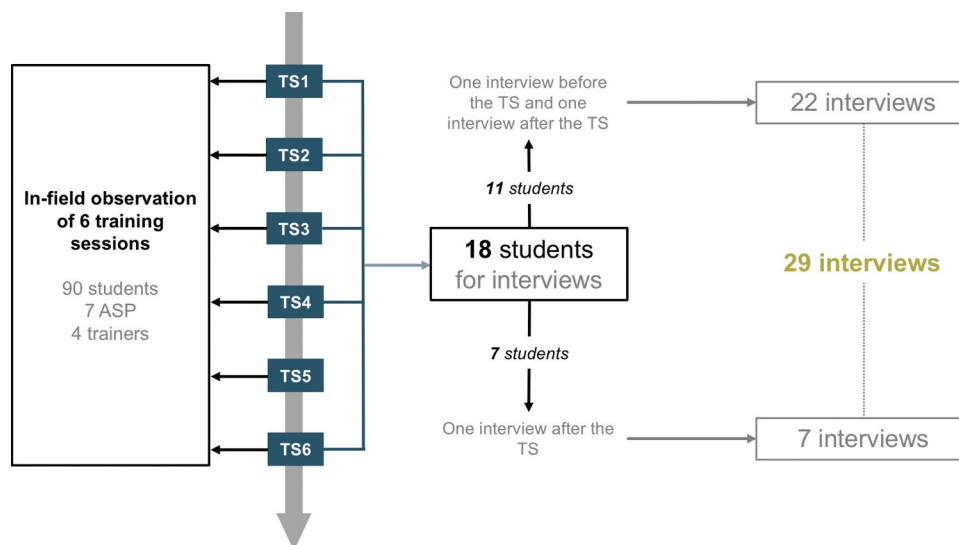 In-field observation
of 6 training
sessions
90 students
7 ASP
4 trainers
TS1
TS2
TS3
TS4
TS5
TS6
One interview before
the TS and one
interview after the TS
11 students
18 students
for interviews
7 students
One interview after the
TS
22 interviews
29 interviews
7 interviews